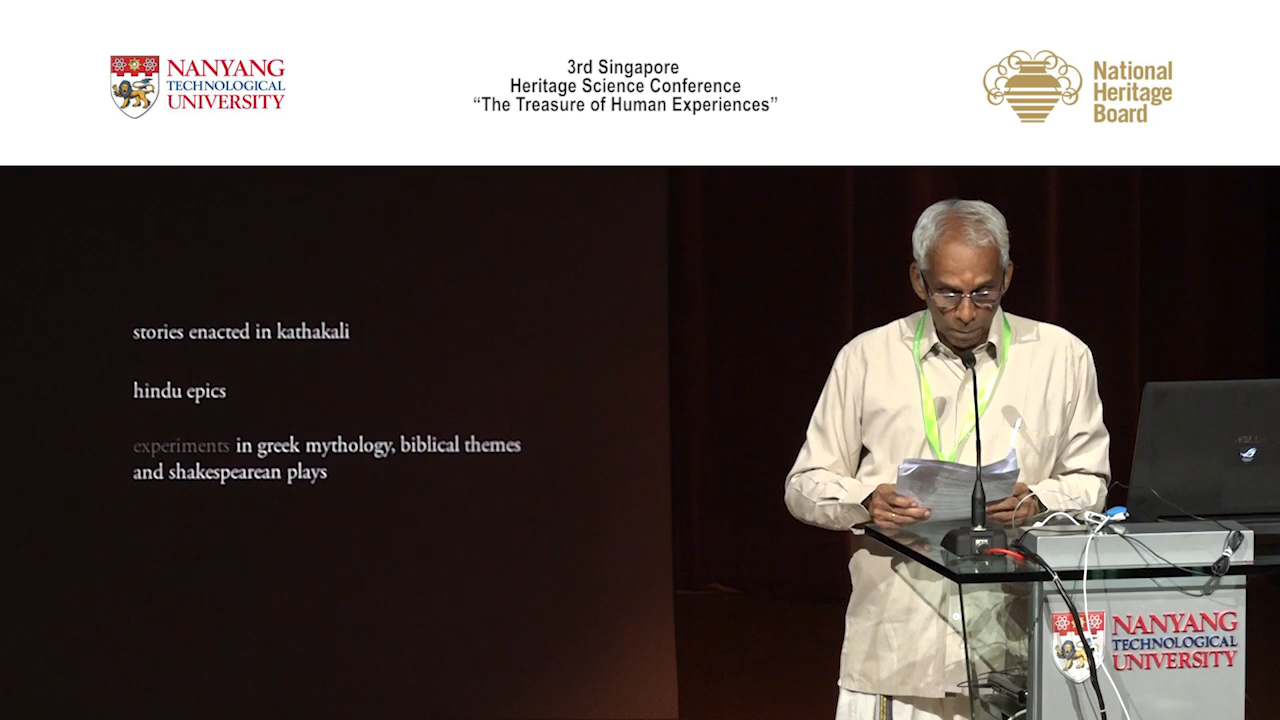 NANYANG
TECHNOLOGICAL
UNIVERSITY
3rd Singapore
Heritage Science Conference
“The Treasure of Human Experiences”
National
Heritage
Board
stories enacted in kathakali
hindu epics
experiments in greek mythology, biblical themes
and shakespearean plays
NANYANG
TECHNOLOGICAL
UNIVERSITY